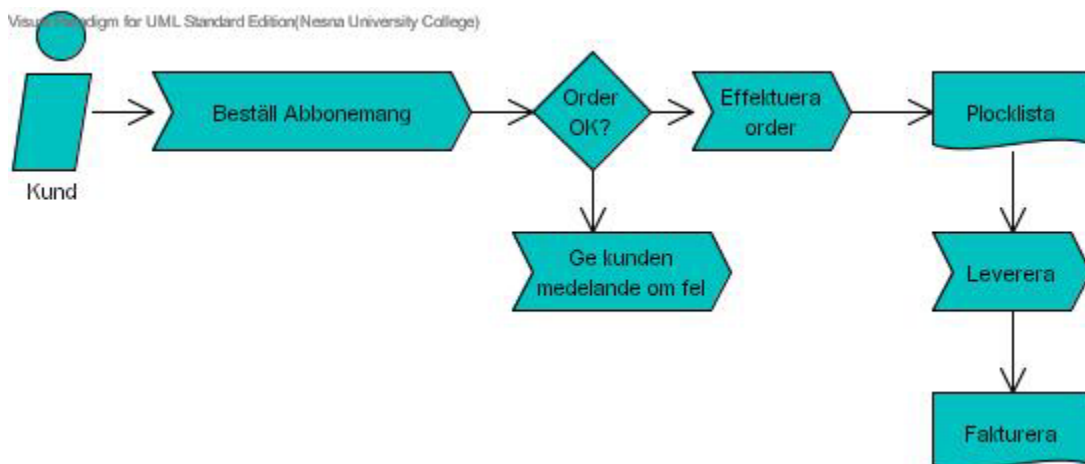 Visual Paradigm for UML Standard Edition(Nesna University College)
Kund
Beställ Abbonemang
Order
OK?
Effektuera
order
Plocklista
Ge kunden
medelande om fel
Leverera
Fakturera